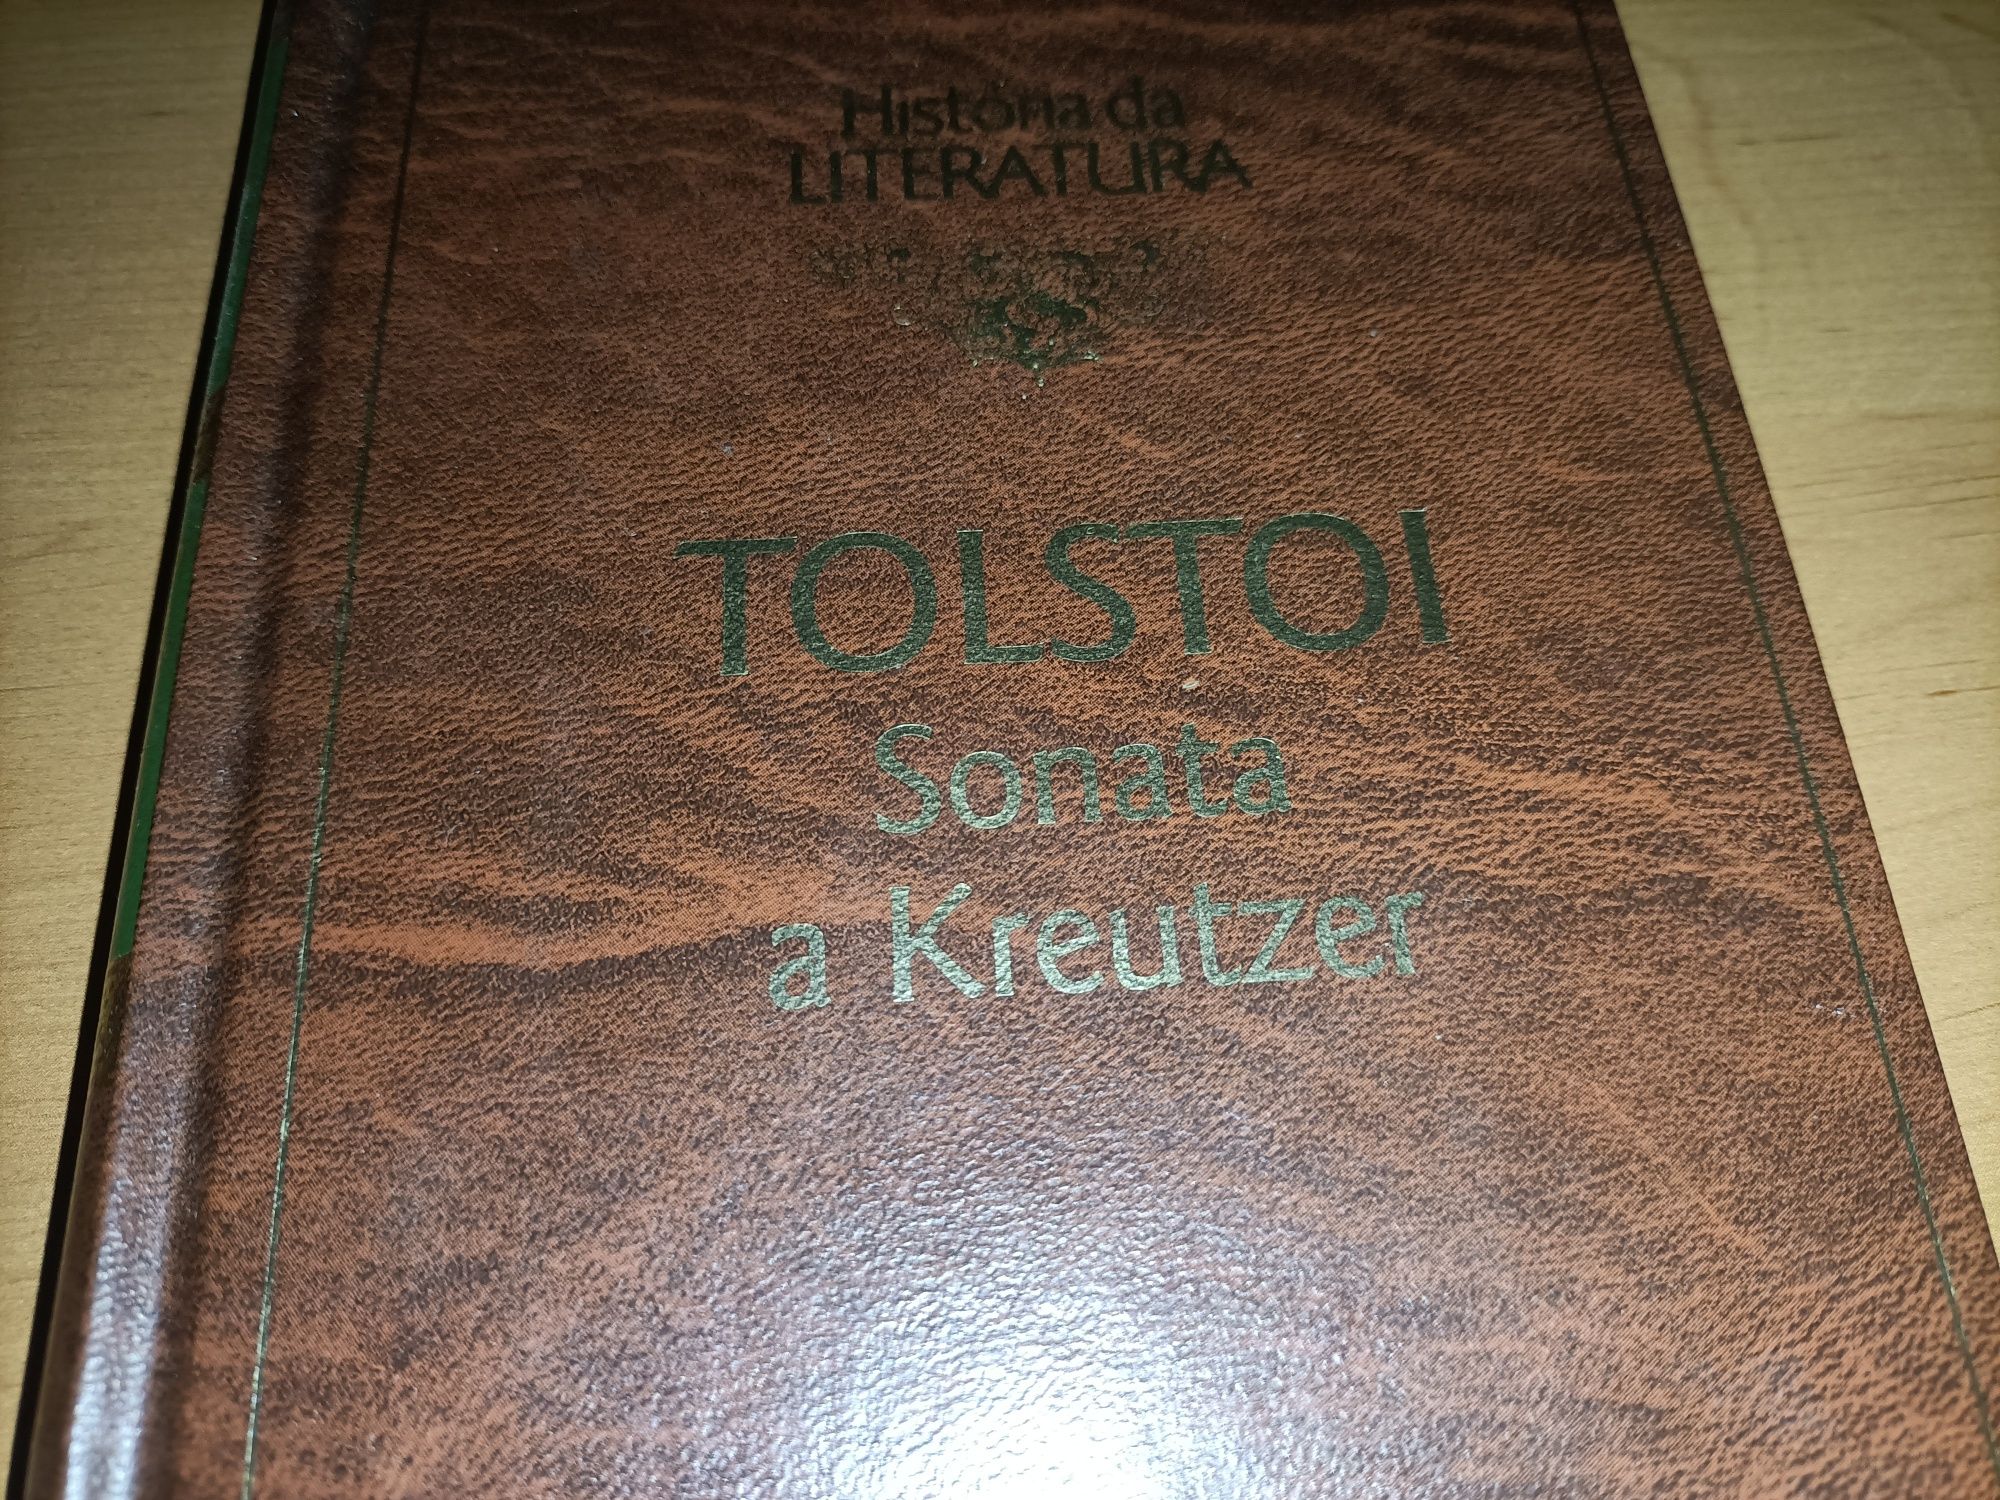 História da
LITERATURA
TOLSTOI
Sonata
a Kreutzer